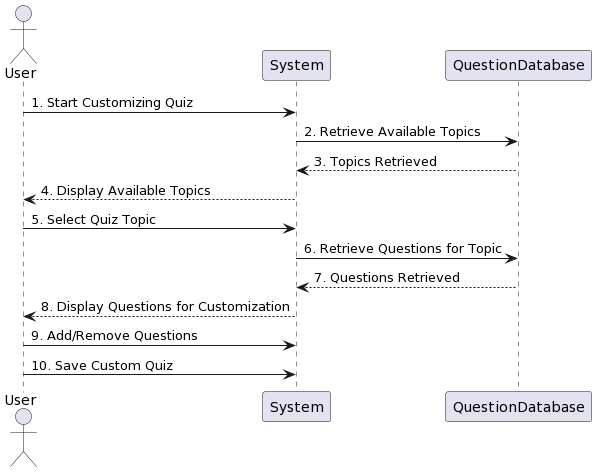 User
System
QuestionDatabase
1. Start Customizing Quiz
2. Retrieve Available Topics
3. Topics Retrieved
4. Display Available Topics
5. Select Quiz Topic
6. Retrieve Questions for Topic
7. Questions Retrieved
8. Display Questions for Customization
9. Add/Remove Questions
10. Save Custom Quiz
User
System
QuestionDatabase